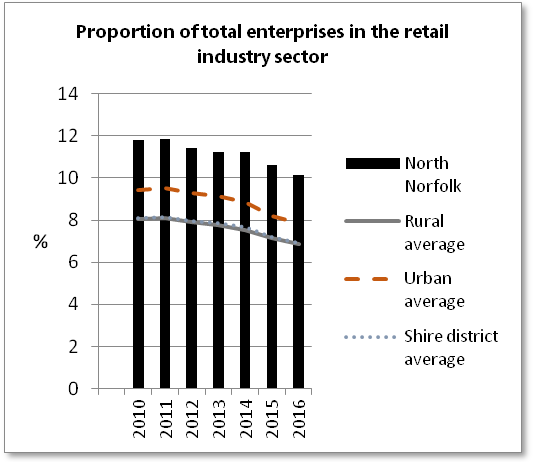 Proportion of total enterprises in the retail
industry sector
14
12
10
8
6
4
2
0
%
2010
2011
2012
2013
2014
2015
2016
North
Norfolk
Rural
average
Urban
average
Shire district
average